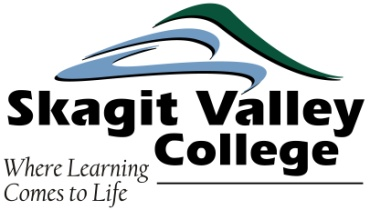 Skagit Valley
College
Where Learning
Comes to Life